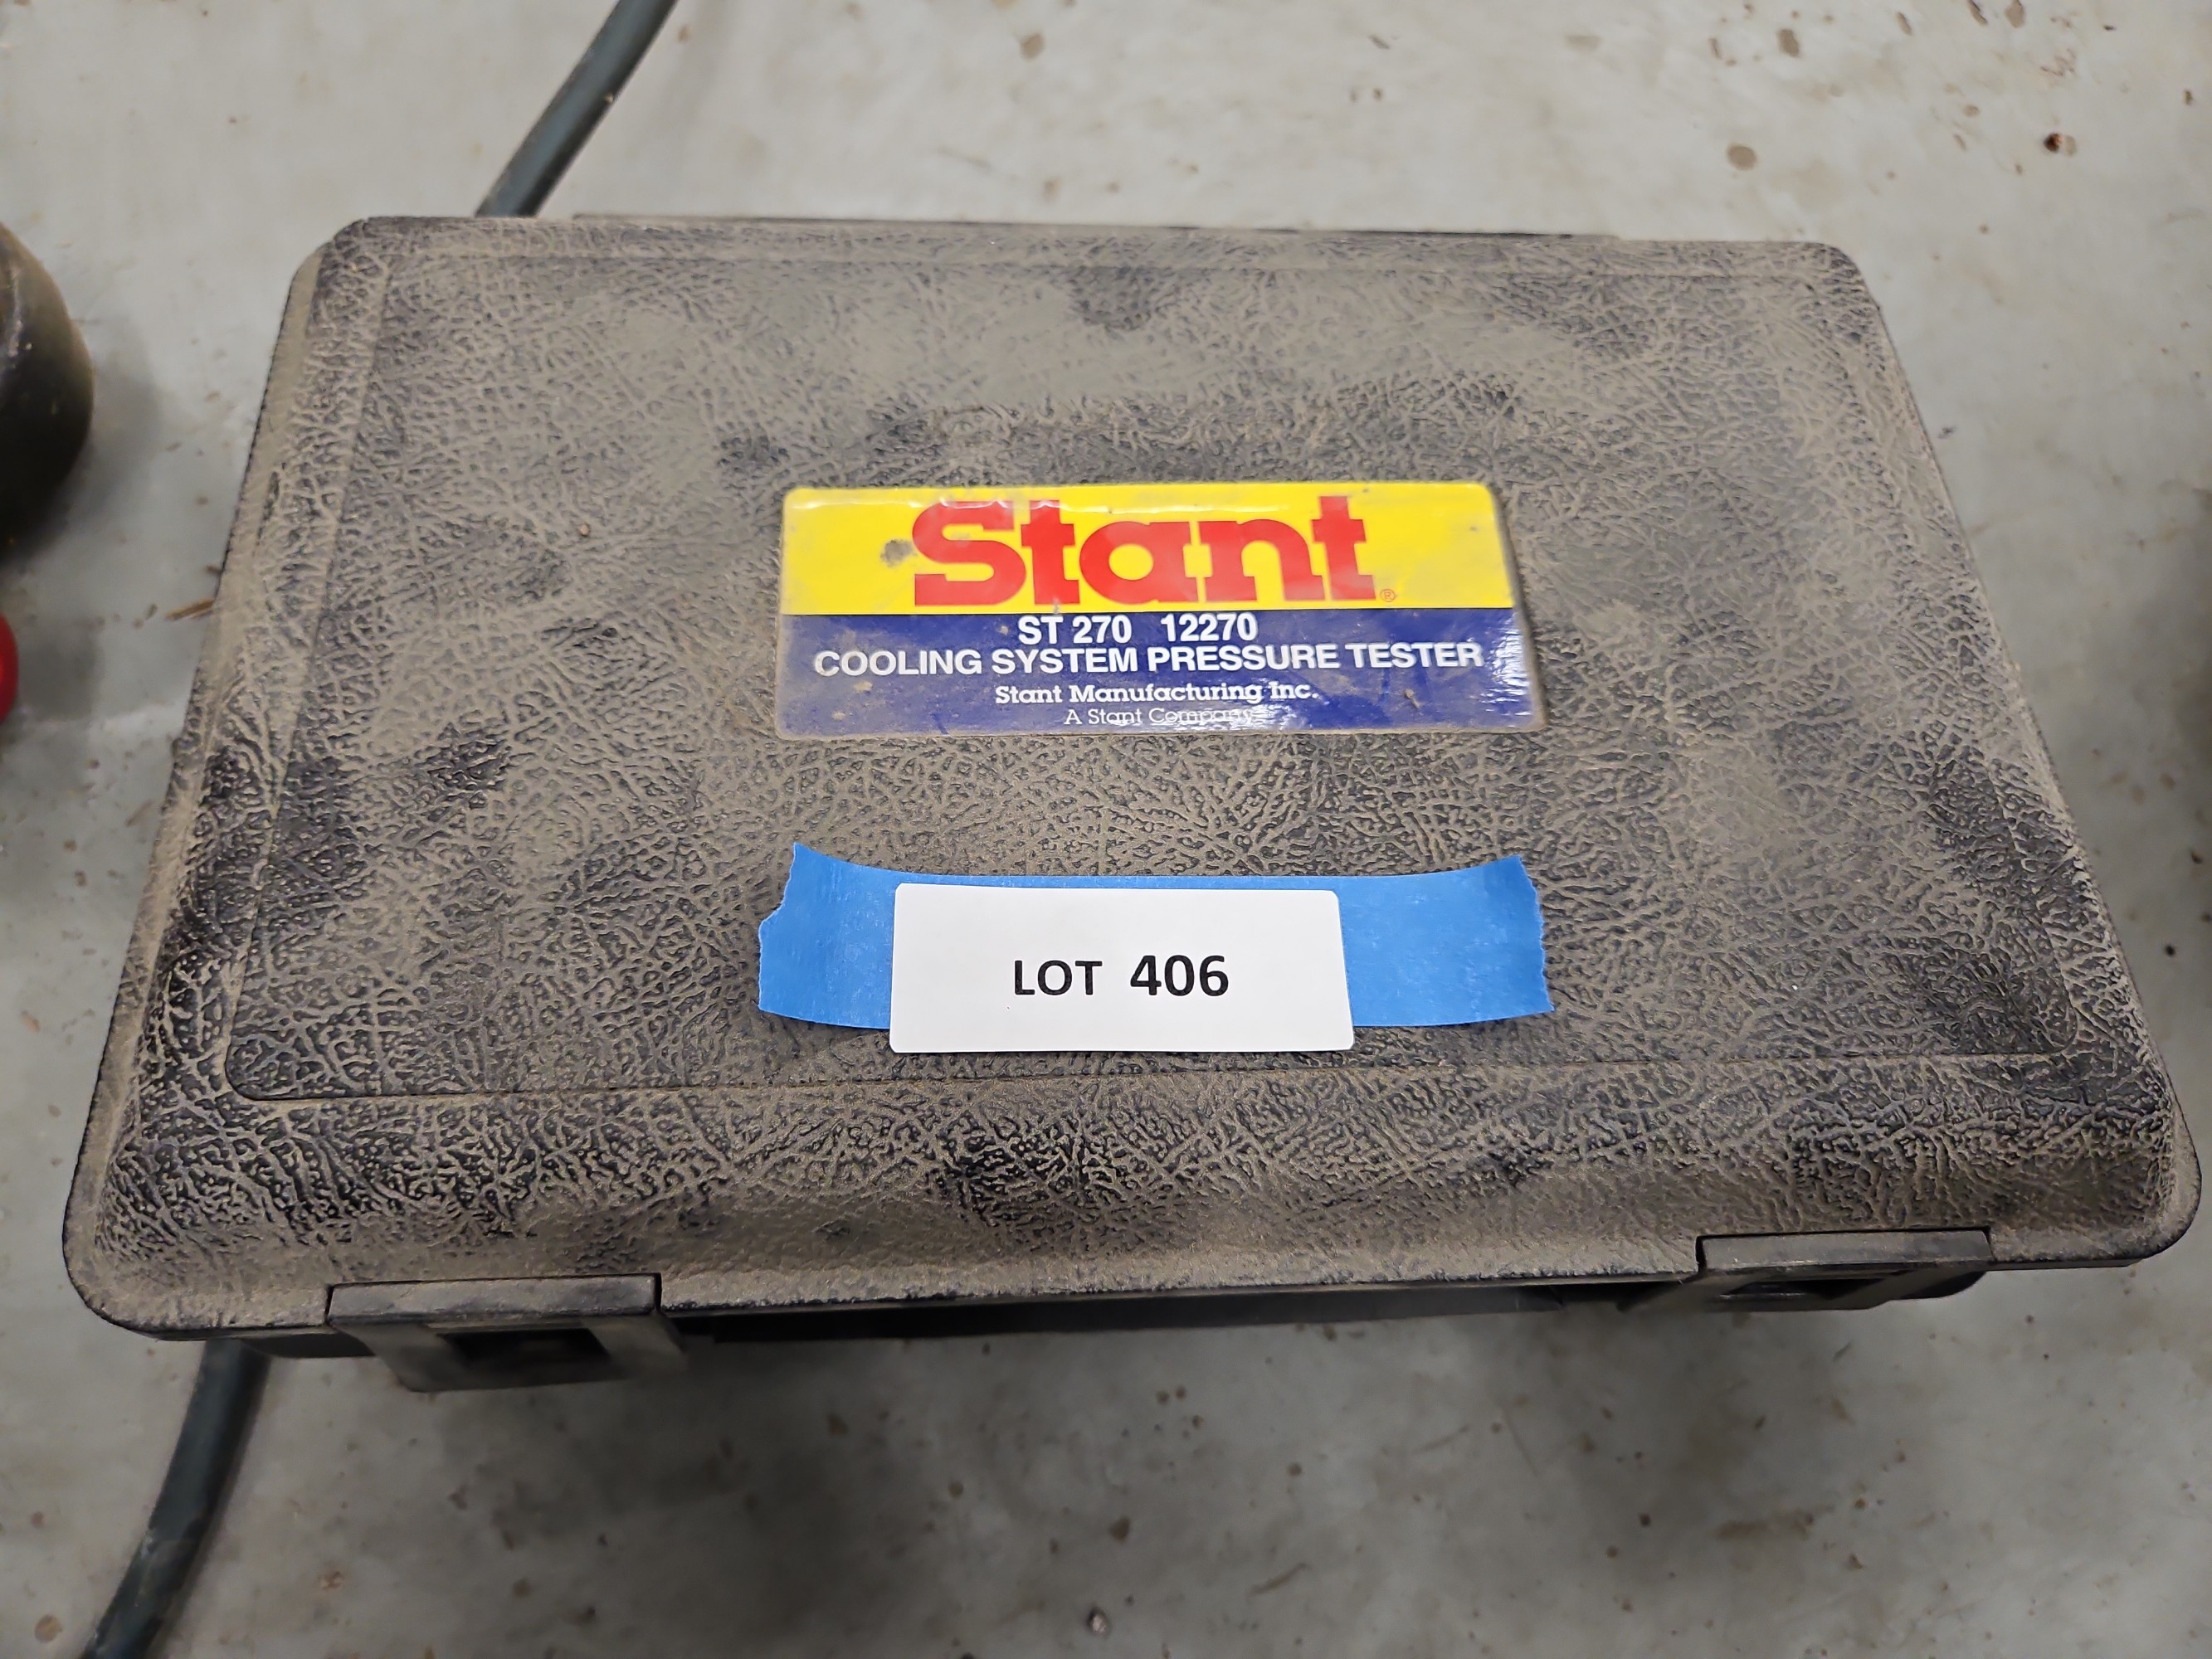 Stant®
ST 270 12270
COOLING SYSTEM PRESSURE TESTER
Stant Manufacturing Inc.
A Stant Company
LOT 406